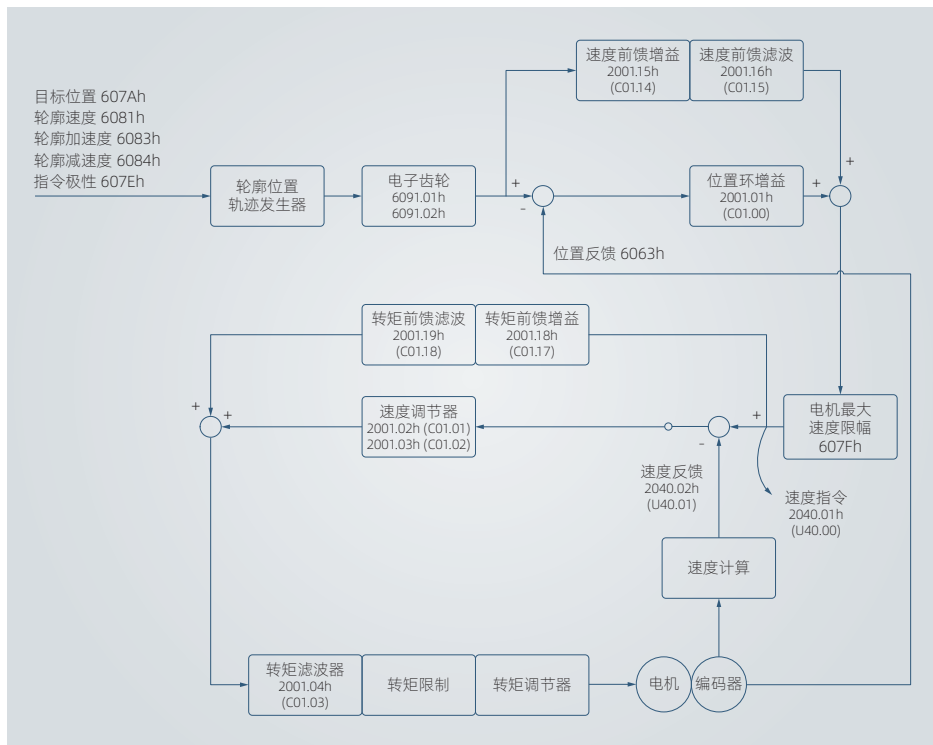 速度前馈增益
2001.15h
(C01.14)
速度前馈滤波
2001.16h
(C01.15)
目标位置 607Ah
轮廓速度 6081h
轮廓加速度 6083h
轮廓减速度 6084h
指令极性 607Eh
轮廓位置
轨迹发生器
电子齿轮
6091.01h
6091.02h
+
-
位置环增益
2001.01h
(C01.00)
+
+
位置反馈 6063h
转矩前馈滤波
2001.19h
(C01.18)
转矩前馈增益
2001.18h
(C01.17)
+
+
速度调节器
2001.02h (C01.01)
2001.03h (C01.02)
+
-
电机最大
速度限幅
607Fh
速度反馈
2040.02h
(U40.01)
速度指令
2040.01h
(U40.00)
速度计算
转矩滤波器
2001.04h
(C01.03)
转矩限制
转矩调节器
电机
编码器